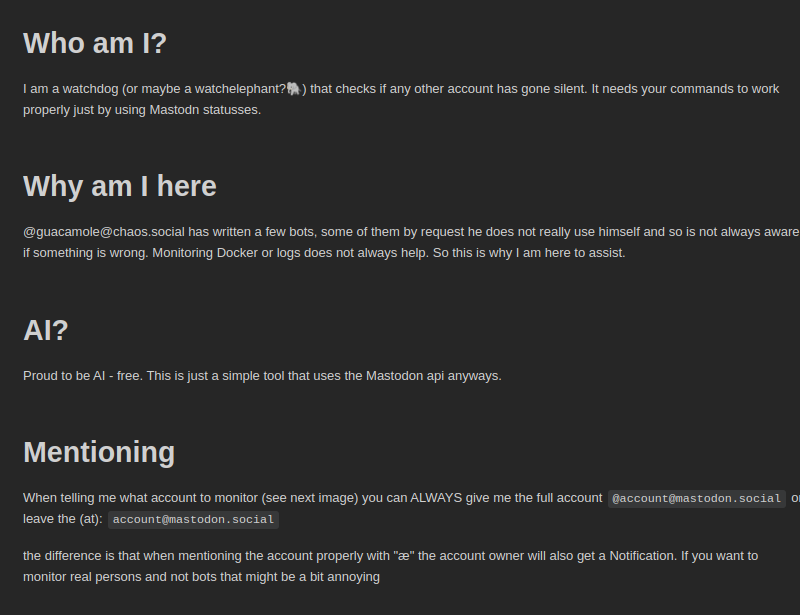 Who am I?
I am a watchdog (or maybe a watchelephant?🐘) that checks if any other account has gone silent. It needs your commands to work
properly just by using Mastodn statusses.
Why am I here
@guacamole@chaos.social has written a few bots, some of them by request he does not really use himself and so is not always aware
if something is wrong. Monitoring Docker or logs does not always help. So this is why I am here to assist.
AI?
Proud to be AI - free. This is just a simple tool that uses the Mastodon api anyways.
Mentioning
When telling me what account to monitor (see next image) you can ALWAYS give me the full account @account@mastodon.social or
leave the (at): account@mastodon.social
the difference is that when mentioning the account properly with "æ" the account owner will also get a Notification. If you want to
monitor real persons and not bots that might be a bit annoying